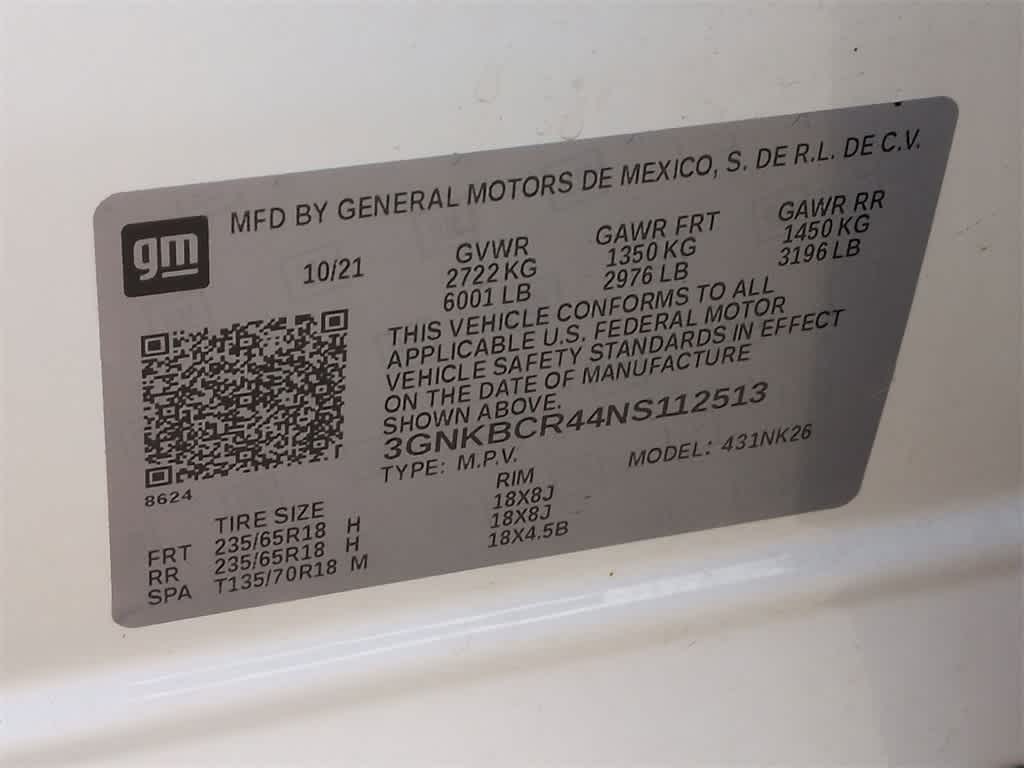 MFD BY GENERAL MOTORS DE MEXICO, S. DE R.L. DE C.V.
gm
10/21
GVWR
2722 KG
6001 LB
GAWR FRT
1350 KG
2976 LB
GAWR RR
1450 KG
3196 LB
THIS VEHICLE CONFORMS TO ALL
APPLICABLE U.S. FEDERAL MOTOR
VEHICLE SAFETY STANDARDS IN EFFECT
ON THE DATE OF MANUFACTURE
SHOWN ABOVE.
3GNKBCR44NS112513
TYPE: M.P.V. MODEL: 431NK26
8624
TIRE SIZE RIM
FRT 235/65R18 H 18X8J
RR 235/65R18 H 18X8J
SPA T135/70R18 M 18X4.5B